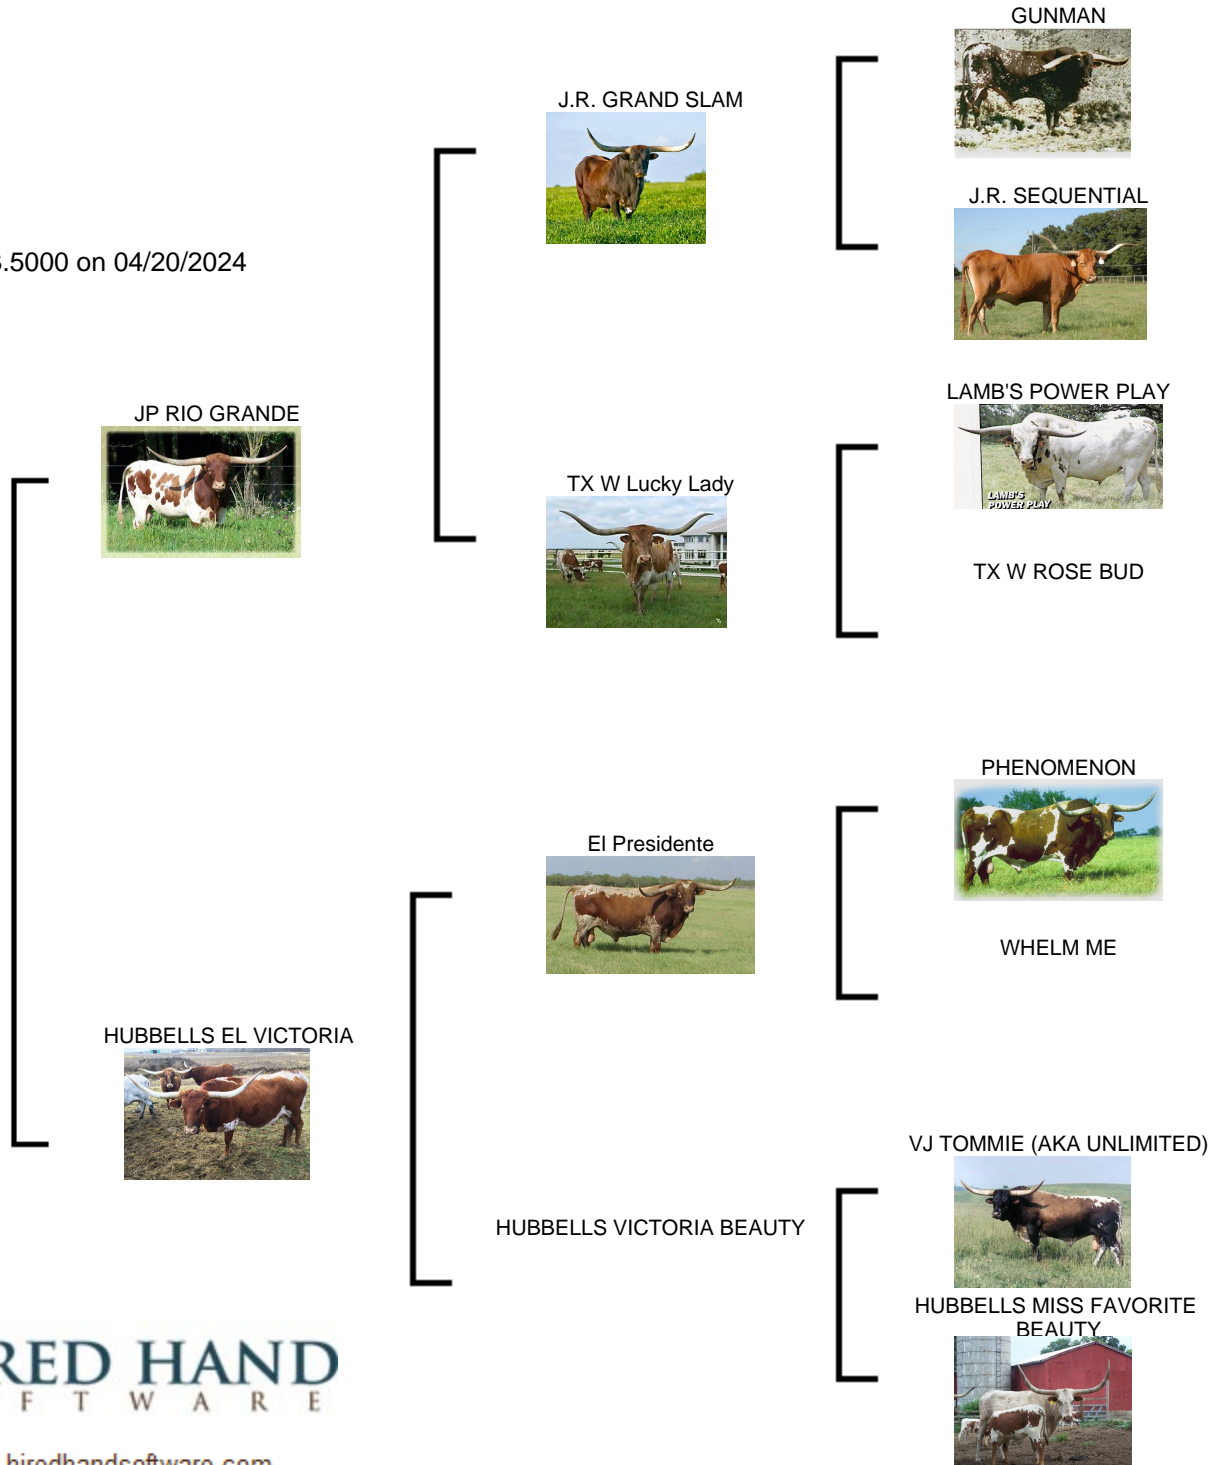 GUNMAN
J.R. GRAND SLAM
J.R. SEQUENTIAL
.5000 on 04/20/2024
LAMB'S POWER PLAY
JP RIO GRANDE
TX W Lucky Lady
LAMB'S
POWER PLAY
TX W ROSE BUD
PHENOMENON
El Presidente
WHELM ME
HUBBELLS EL VICTORIA
VJ TOMMIE (AKA UNLIMITED)
HUBBELLS VICTORIA BEAUTY
HUBBELLS MISS FAVORITE
BEAUTY
RED HAND
F T W A R E
hiredhandsoftware.com